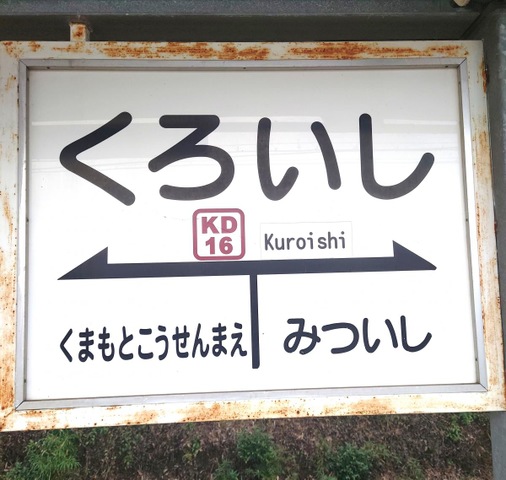 くろいし
KD
16
Kuroishi
くまもとこうせんまえ
みついし